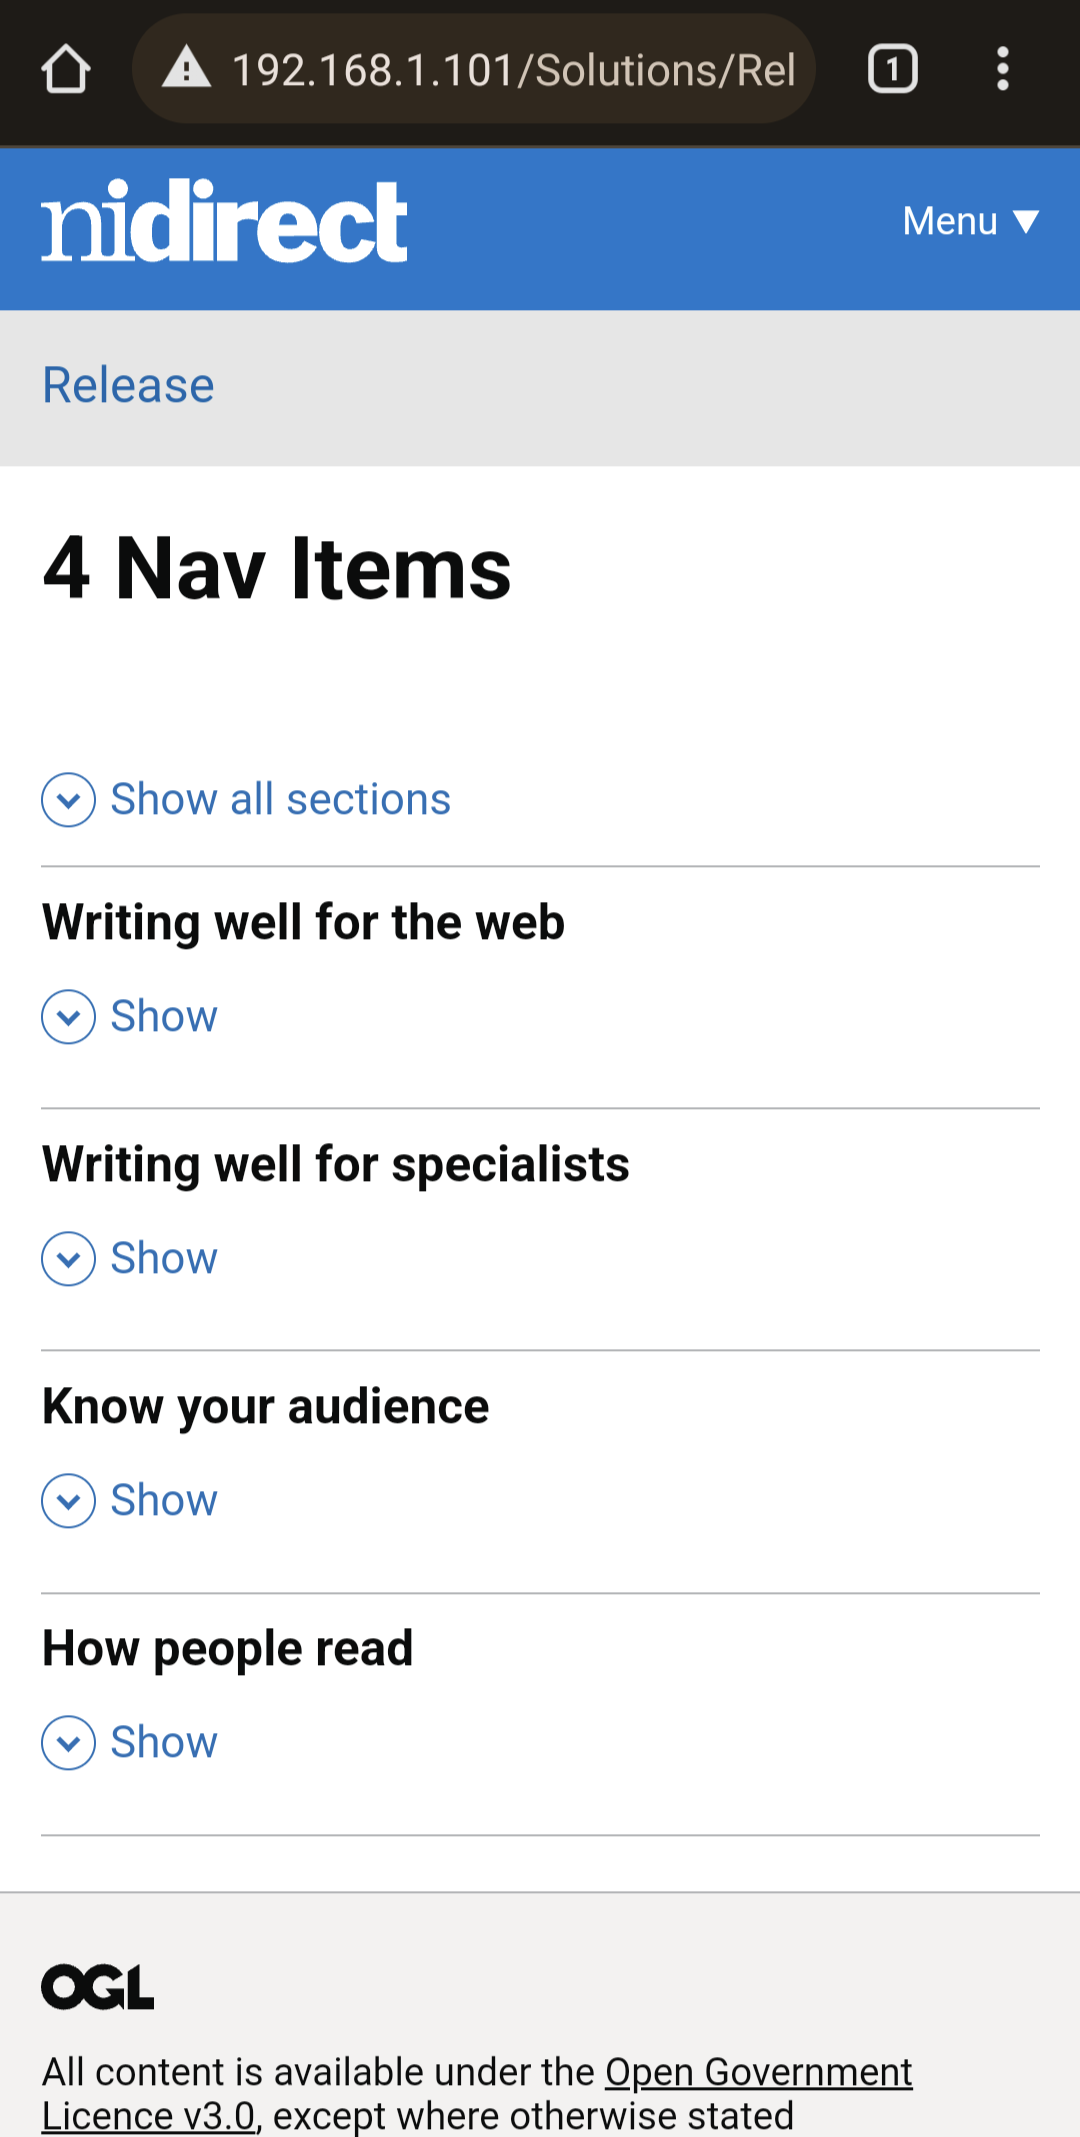 192.168.1.101/Solutions/Rel
1
nidirect
Menu ▼
Release
4 Nav Items
Show all sections
Writing well for the web
Show
Writing well for specialists
Show
Know your audience
Show
How people read
Show
OGL
All content is available under the Open Government
Licence v3.0, except where otherwise stated